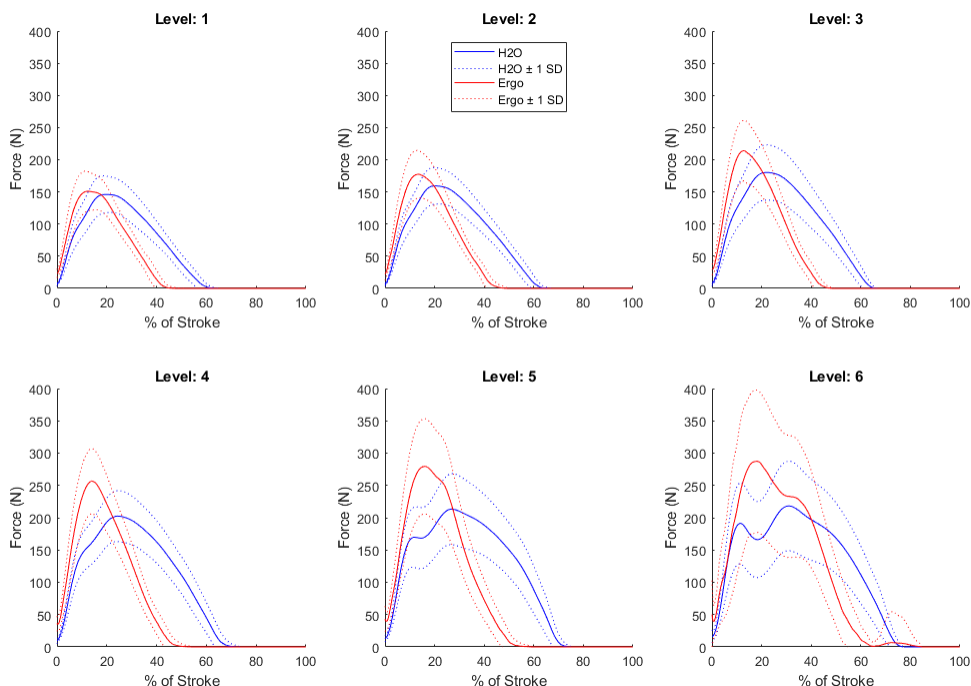 Level: 1
400
350
300
250
200
150
100
50
0
Force (N)
0 20 40 60 80 100
% of Stroke
Level: 2
400
350
300
250
200
150
100
50
0
Force (N)
H2O
H2O ± 1 SD
Ergo
Ergo ± 1 SD
0 20 40 60 80 100
% of Stroke
Level: 3
400
350
300
250
200
150
100
50
0
Force (N)
0 20 40 60 80 100
% of Stroke
Level: 4
400
350
300
250
200
150
100
50
0
Force (N)
0 20 40 60 80 100
% of Stroke
Level: 5
400
350
300
250
200
150
100
50
0
Force (N)
0 20 40 60 80 100
% of Stroke
Level: 6
400
350
300
250
200
150
100
50
0
Force (N)
0 20 40 60 80 100
% of Stroke